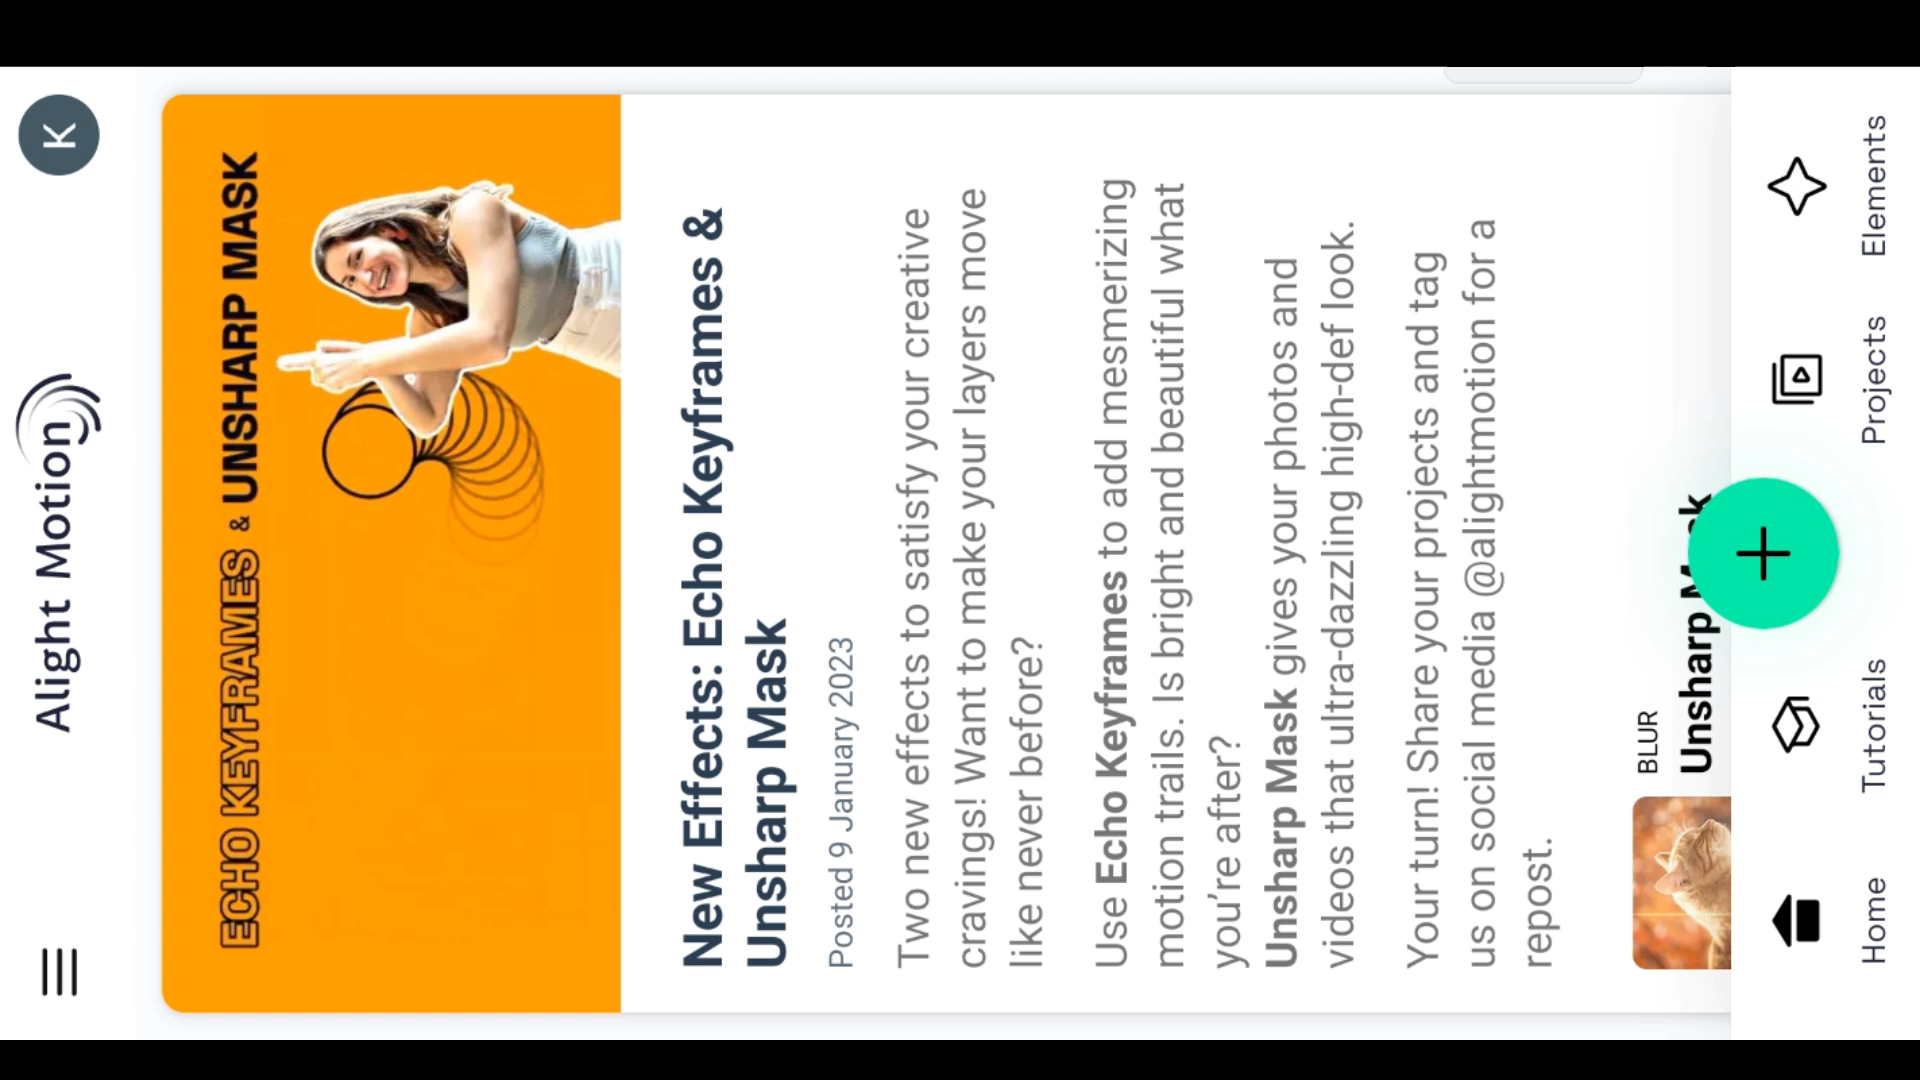 Alight Motion
K
ECHO KEYFRAMES & UNSHARP MASK
New Effects: Echo Keyframes &
Unsharp Mask
Posted 9 January 2023
Two new effects to satisfy your creative
cravings! Want to make your layers move
like never before?
Use Echo Keyframes to add mesmerizing
motion trails. Is bright and beautiful what
you're after?
Unsharp Mask gives your photos and
videos that ultra-dazzling high-def look.
Your turn! Share your projects and tag
us on social media @alightmotion for a
repost.
BLUR
Unsharp Mask
Home
Tutorials
Projects
Elements